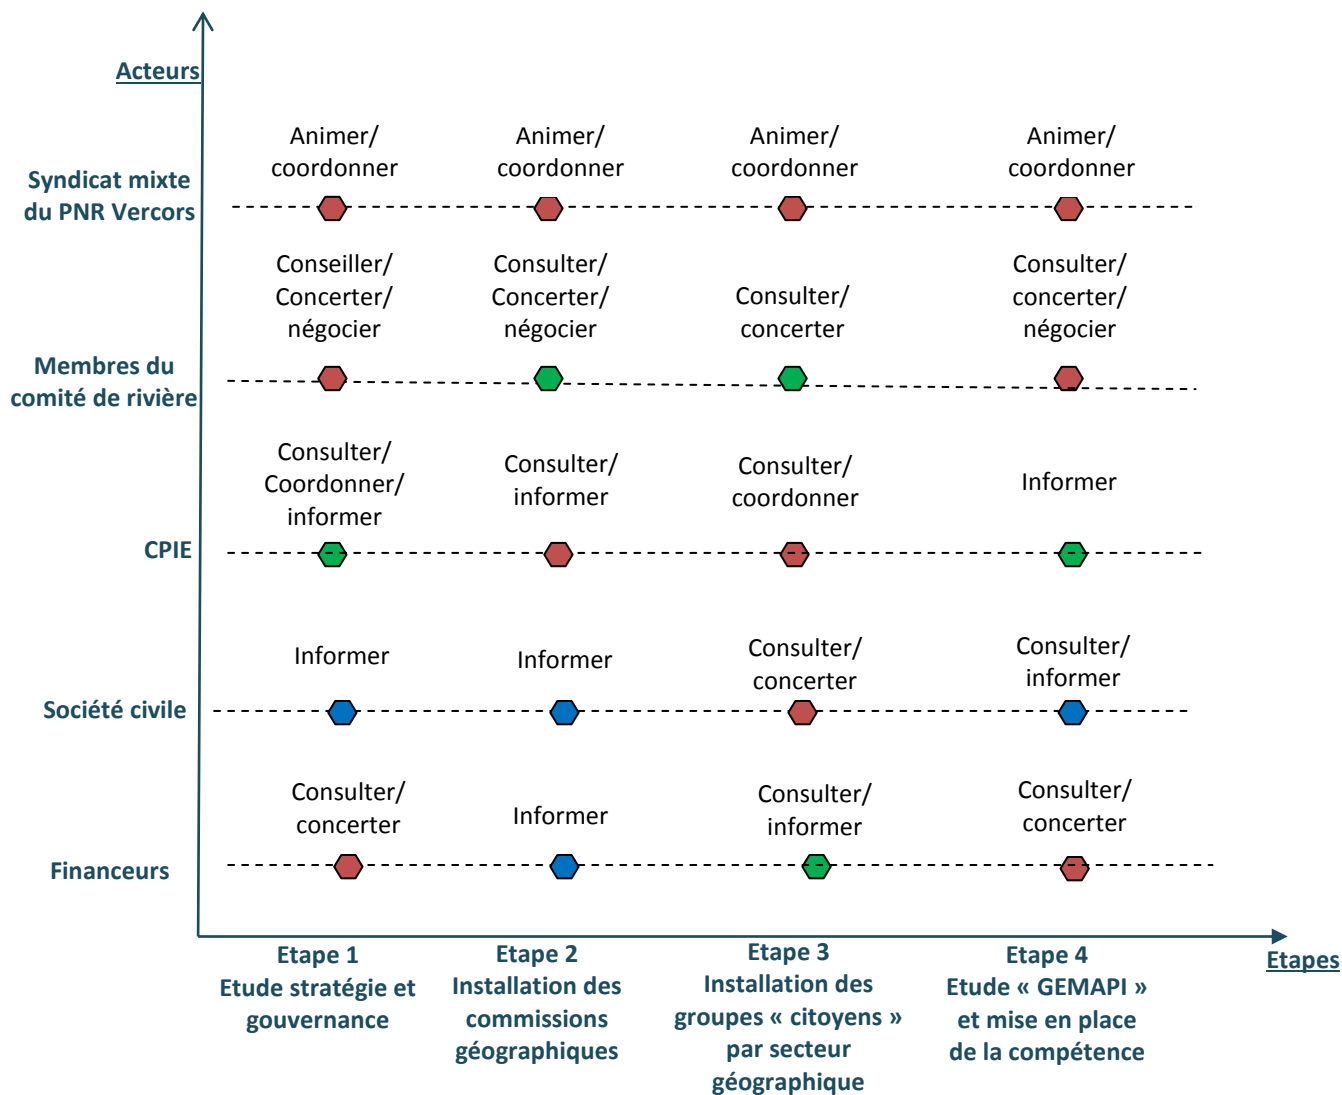 Acteurs
Animer/
coordonner
Animer/
coordonner
Animer/
coordonner
Animer/
coordonner
Syndicat mixte
du PNR Vercors
Conseiller/
Concerter/
négocier
Consulter/
Concerter/
négocier
Consulter/
concerter
Consulter/
concerter/
négocier
Membres du
comité de rivière
Consulter/
Coordonner/
informer
Consulter/
informer
Consulter/
coordonner
Informer
CPIE
Informer
Informer
Consulter/
concerter
Consulter/
informer
Société civile
Consulter/
concerter
Informer
Consulter/
informer
Consulter/
concerter
Financeurs
Etape 1
Etude stratégie et
gouvernance
Etape 2
Installation des
commissions
géographiques
Etape 3
Installation des
groupes « citoyens »
par secteur
géographique
Etape 4
Etude « GEMAPI »
et mise en place
de la compétence
Etapes